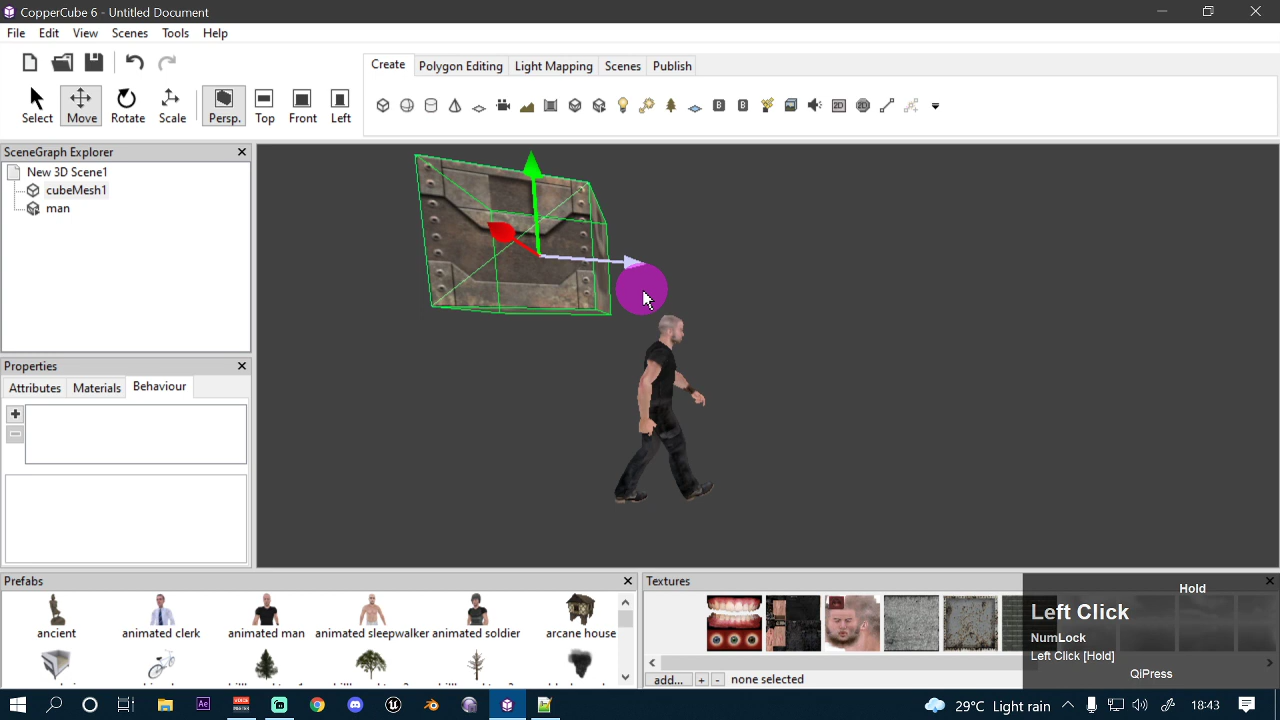 CopperCube 6 - Untitled Document
File Edit View Scenes Tools Help
Create Polygon Editing Light Mapping Scenes Publish
Select Move Rotate Scale Persp. Top Front Left
B B 2D 2D
SceneGraph Explorer
New 3D Scene1
cubeMesh1
man
Properties
Attributes Materials Behaviour
Prefabs
ancient animated clerk animated man animated sleepwalker animated soldier arcane house
Textures
add... + - none selected
Hold
Left Click
NumLock
Left Click [Hold]
QiPress
Ae
29°C Light rain 18:43